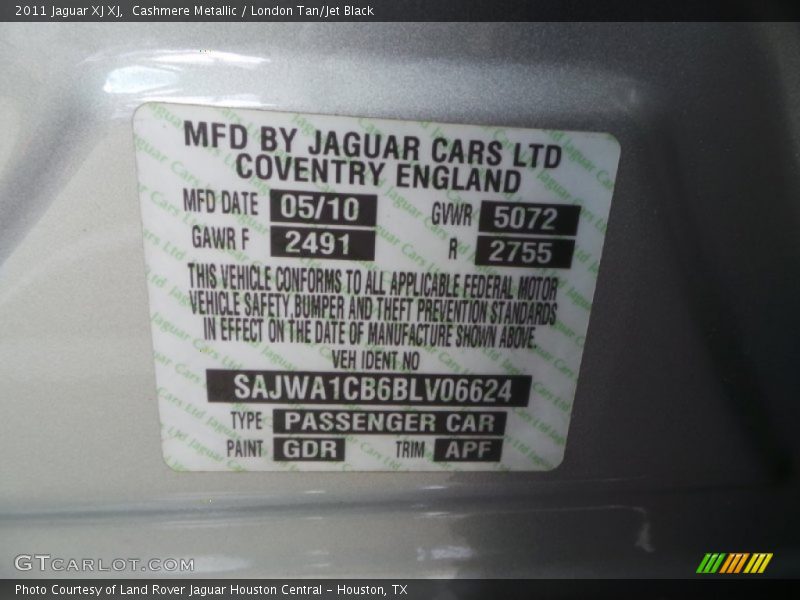 2011 Jaguar XJ XJ, Cashmere Metallic / London Tan/Jet Black
MFD BY JAGUAR CARS LTD
COVENTRY ENGLAND
MFD DATE 05/10 GVWR 5072
GAWR F 2491 R 2755
THIS VEHICLE CONFORMS TO ALL APPLICABLE FEDERAL MOTOR
VEHICLE SAFETY,BUMPER AND THEFT PREVENTION STANDARDS
IN EFFECT ON THE DATE OF MANUFACTURE SHOWN ABOVE.
VEH IDENT NO
SAJWA1CB6BLV06624
TYPE PASSENGER CAR
PAINT GDR TRIM APF
GTCARLOT.COM
Photo Courtesy of Land Rover Jaguar Houston Central - Houston, TX